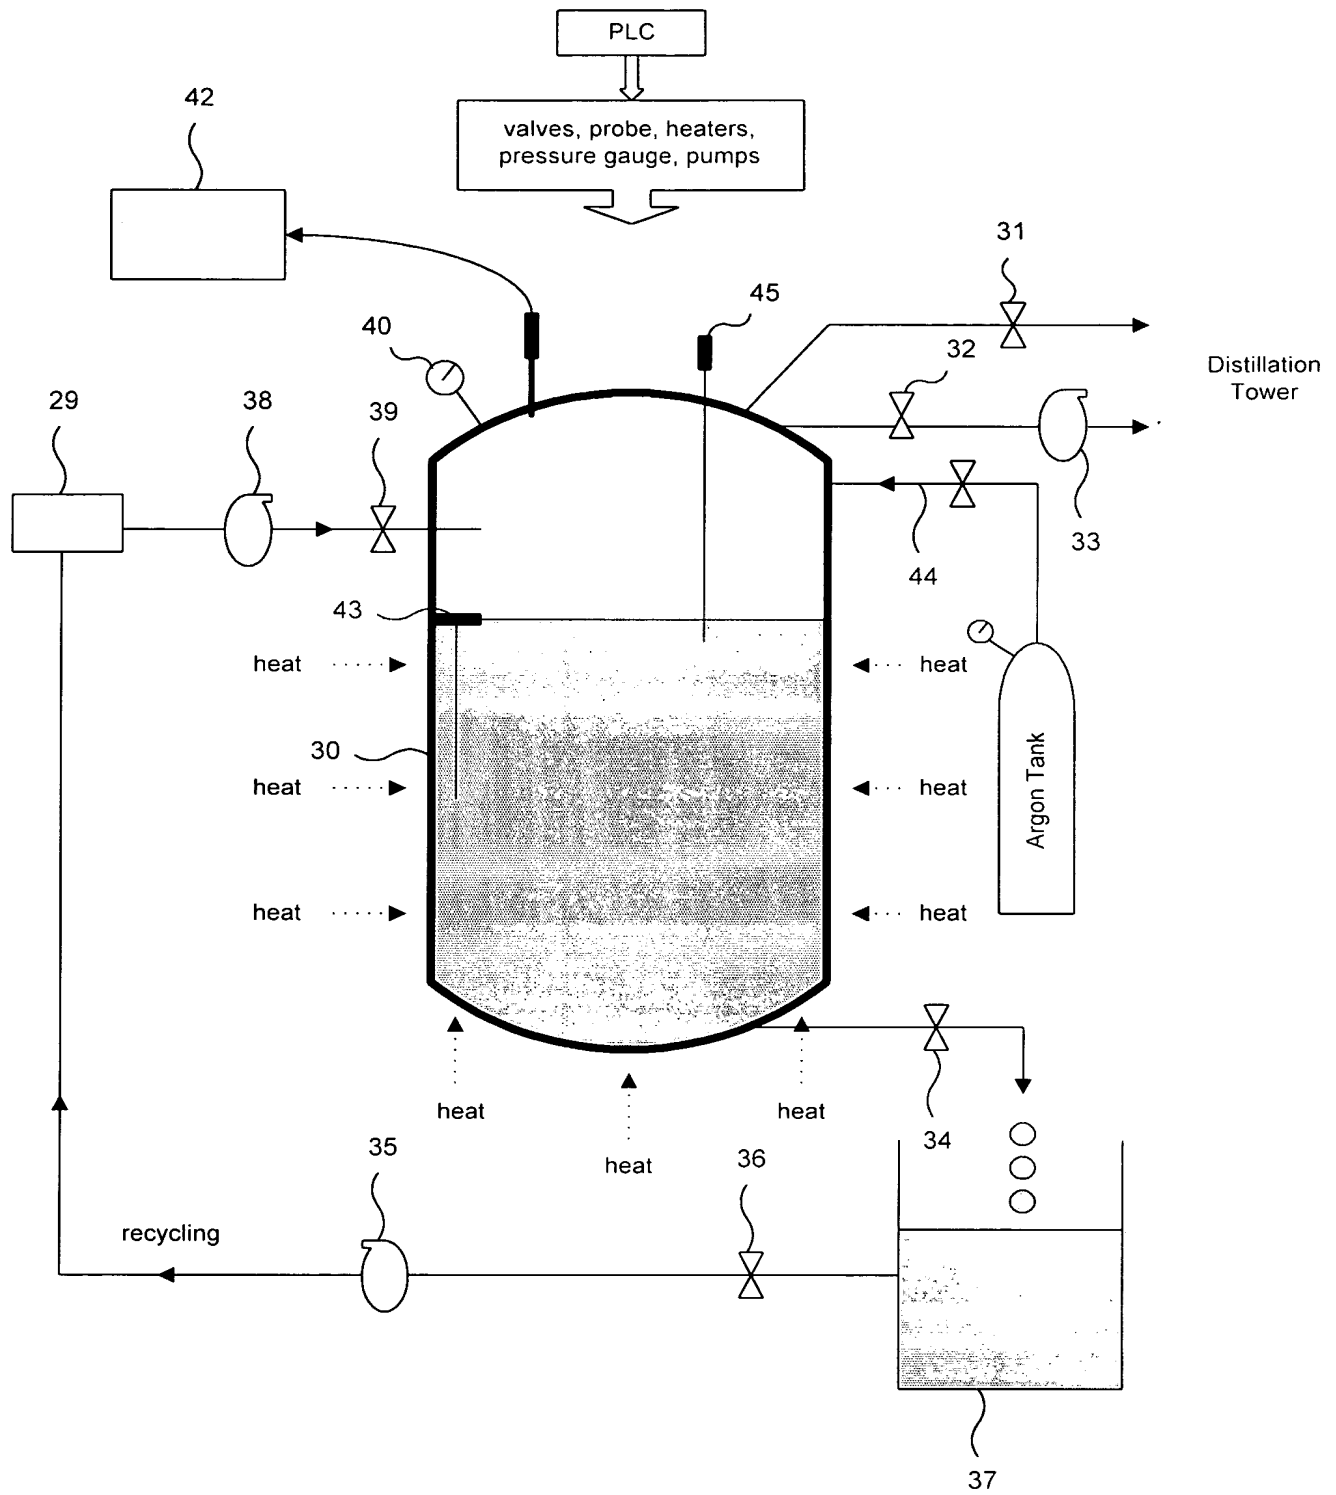 PLC
42
valves, probe, heaters,
pressure gauge, pumps
31
45
40
32
Distillation
Tower
29
38
39
33
44
43
heat
heat
30
heat
heat
Argon Tank
heat
heat
heat
heat
34
35
36
heat
recycling
37